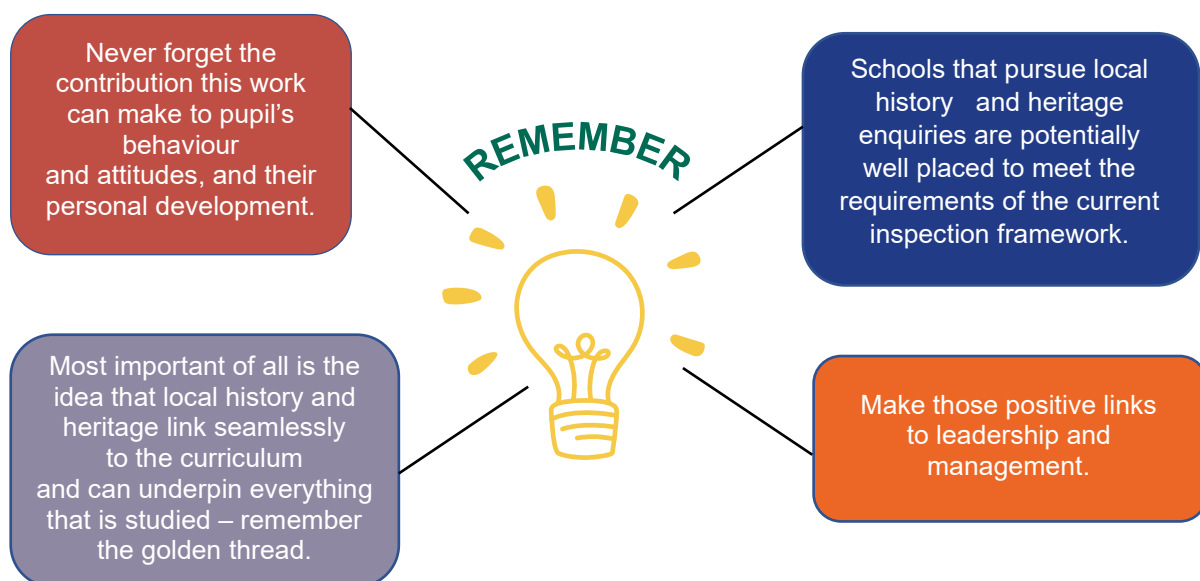 Never forget the
contribution this work
can make to pupil's
behaviour
and attitudes, and their
personal development.
REMEMBER
Schools that pursue local
history and heritage
enquiries are potentially
well placed to meet the
requirements of the current
inspection framework.
Most important of all is the
idea that local history and
heritage link seamlessly
to the curriculum
and can underpin everything
that is studied – remember
the golden thread.
Make those positive links
to leadership and
management.